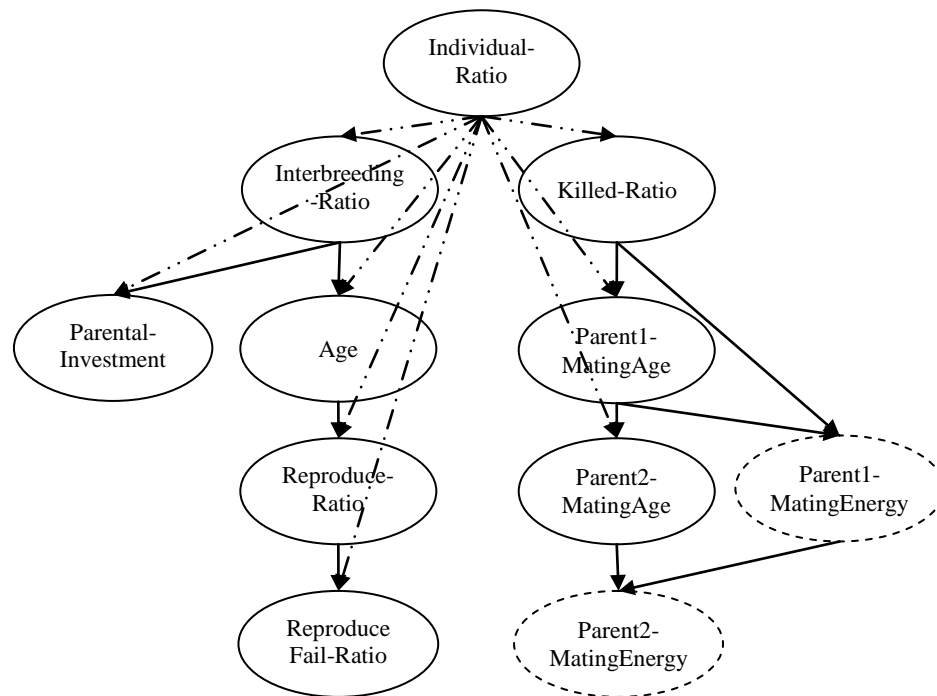 Individual-
Ratio
Interbreeding
-Ratio
Killed-Ratio
Parental-
Investment
Age
Parent1-
MatingAge
Reproduce-
Ratio
Parent2-
MatingAge
Parent1-
MatingEnergy
Reproduce
Fail-Ratio
Parent2-
MatingEnergy